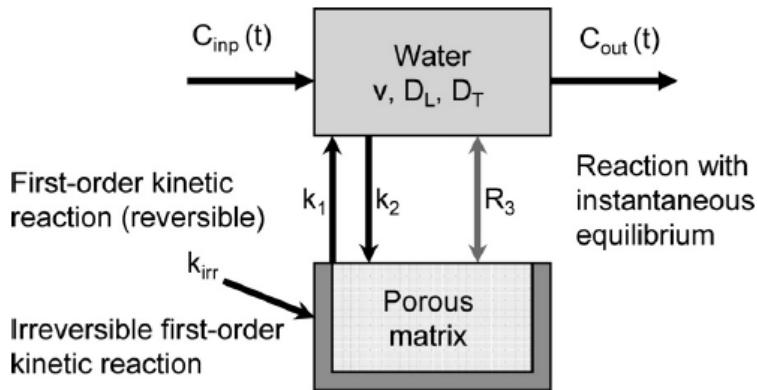 C_inp (t)
Water
v, D_L, D_T
C_out (t)
First-order kinetic
reaction (reversible)
k_1
k_2
R_3
Reaction with
instantaneous
equilibrium
k_irr
Irreversible first-order
kinetic reaction
Porous
matrix